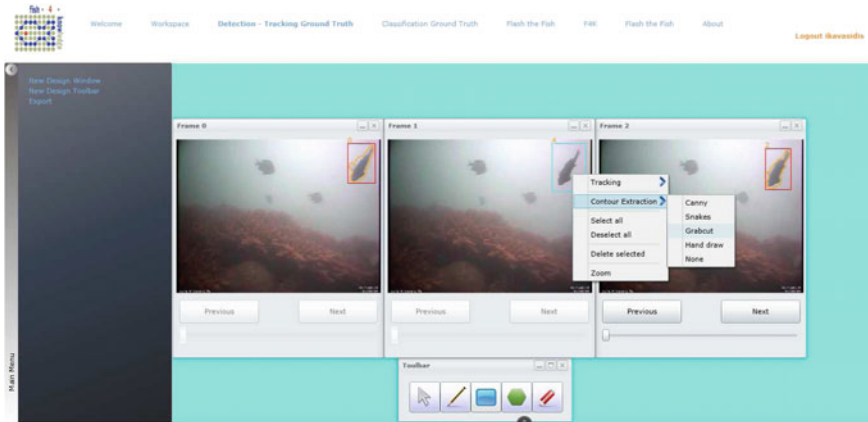 fish - 4 -
Welcome Workspace Detection - Tracking Ground Truth Classification Ground Truth Flash the Fish F4K Flash the Fish About
Logout ikavasidis
New Design Window
New Design Toolbar
Export
Main Menu
Frame 0
Frame 1
Frame 2
Tracking
Contour Extraction
Select all
Deselect all
Delete selected
Zoom
Canny
Snakes
Grabcut
Hand draw
None
Previous Next
Previous Next
Previous Next
Toolbar